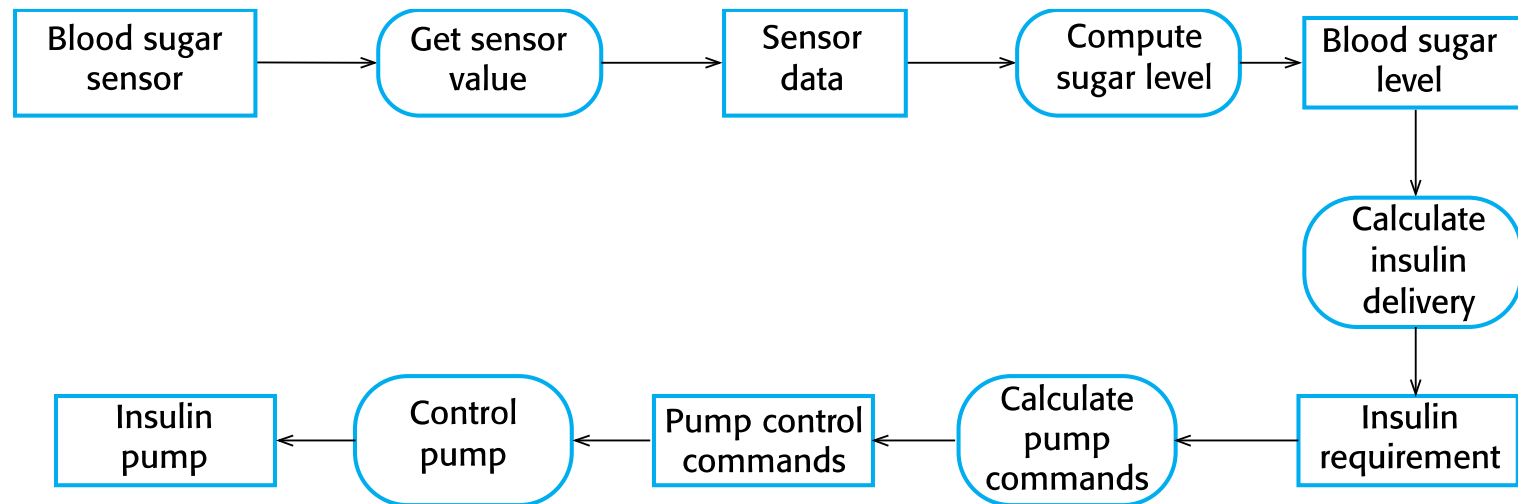 Blood sugar
sensor
Get sensor
value
Sensor
data
Compute
sugar level
Blood sugar
level
Calculate
insulin
delivery
Insulin
requirement
Calculate
pump
commands
Pump control
commands
Control
pump
Insulin
pump